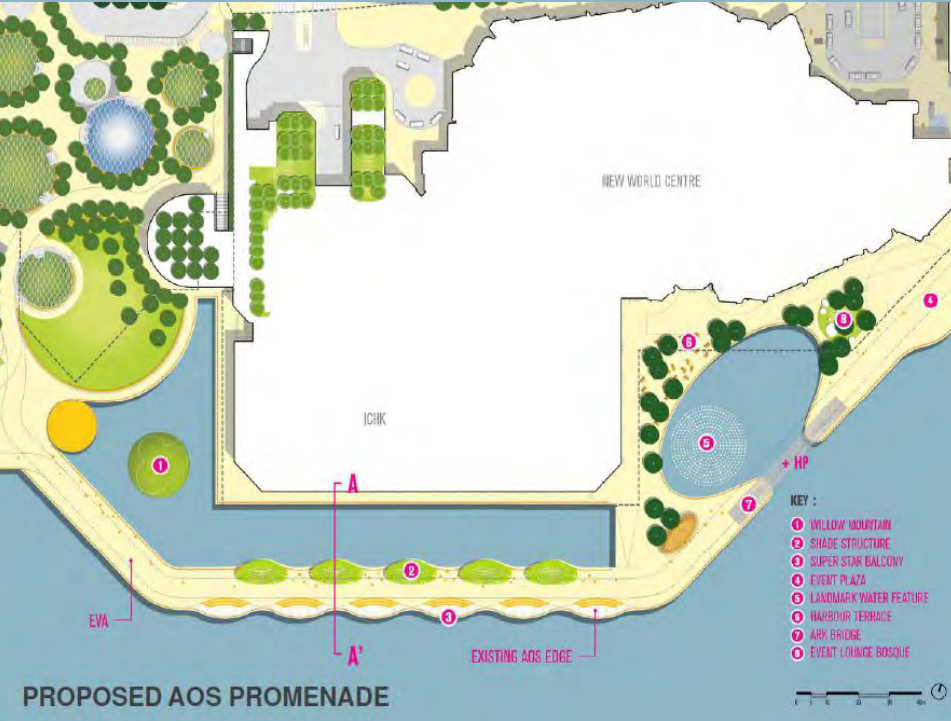 NEW WORLD CENTRE
4
8
6
ICHK
5
1
+ HP
A
7
KEY :
1 WILLOW MOUNTAIN
2 SHADE STRUCTURE
3 SUPER STAR BALCONY
4 EVENT PLAZA
5 LANDMARK WATER FEATURE
6 HARBOUR TERRACE
7 ARK BRIDGE
8 EVENT LOUNGE BOSQUE
2
3
EVA
A'
EXISTING AOS EDGE
PROPOSED AOS PROMENADE